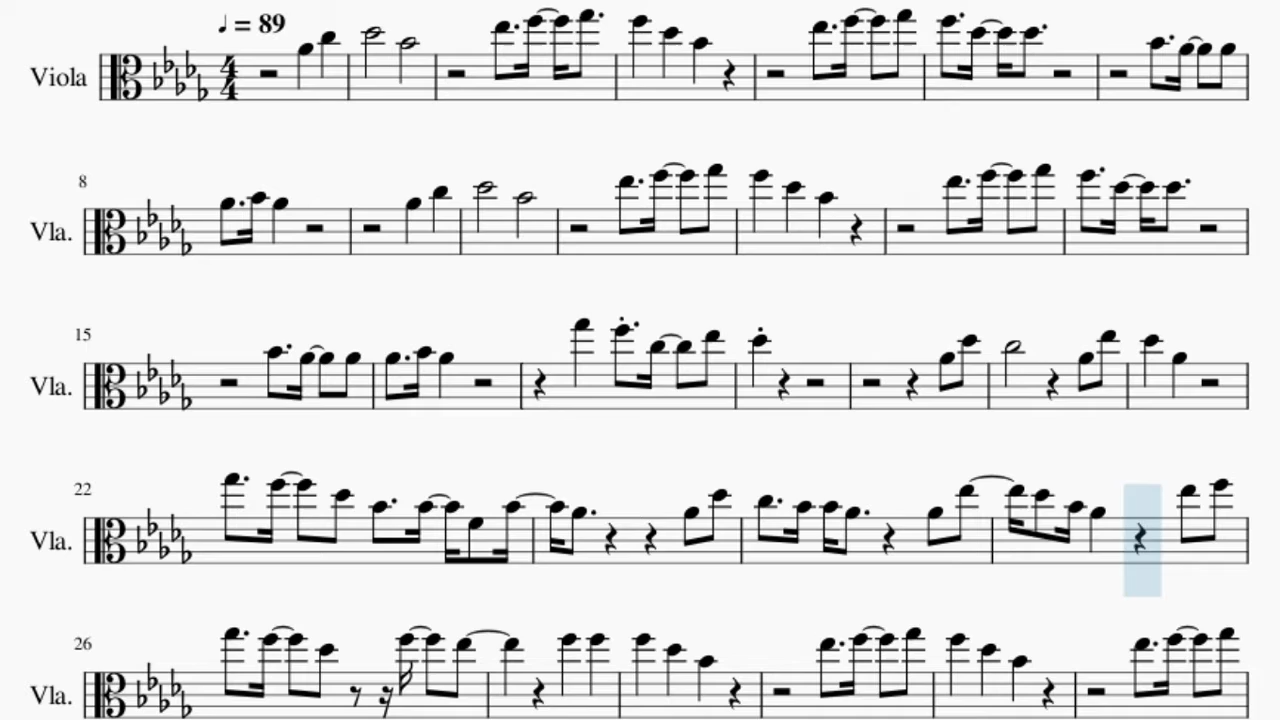 ♩ = 89
Viola
4
4
8
Vla.
15
Vla.
22
Vla.
26
Vla.